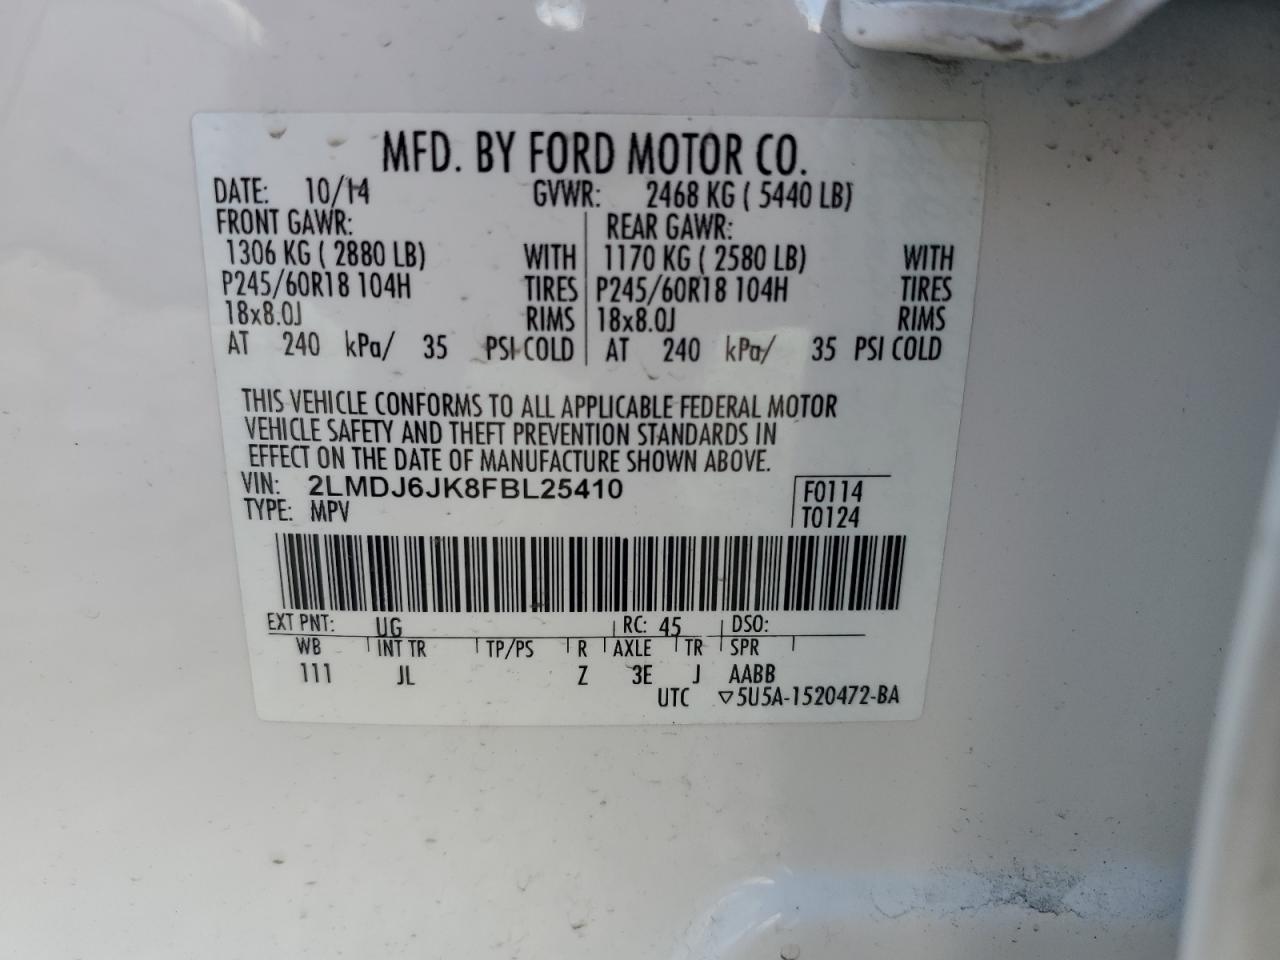 MFD. BY FORD MOTOR CO.
DATE: 10/14 GVWR: 2468 KG ( 5440 LB)
FRONT GAWR: REAR GAWR:
1306 KG ( 2880 LB) WITH 1170 KG ( 2580 LB) WITH
P245/60R18 104H TIRES P245/60R18 104H TIRES
18x8.0J RIMS 18x8.0J RIMS
AT 240 kPa/ 35 PSI COLD AT 240 kPa/ 35 PSI COLD
THIS VEHICLE CONFORMS TO ALL APPLICABLE FEDERAL MOTOR
VEHICLE SAFETY AND THEFT PREVENTION STANDARDS IN
EFFECT ON THE DATE OF MANUFACTURE SHOWN ABOVE.
VIN: 2LMDJ6JK8FBL25410 F0114
TYPE: MPV T0124
EXT PNT: UG RC: 45 DSO:
WB INT TR TP/PS R AXLE TR SPR
111 JL Z 3E J AABB
UTC ▽5U5A-1520472-BA